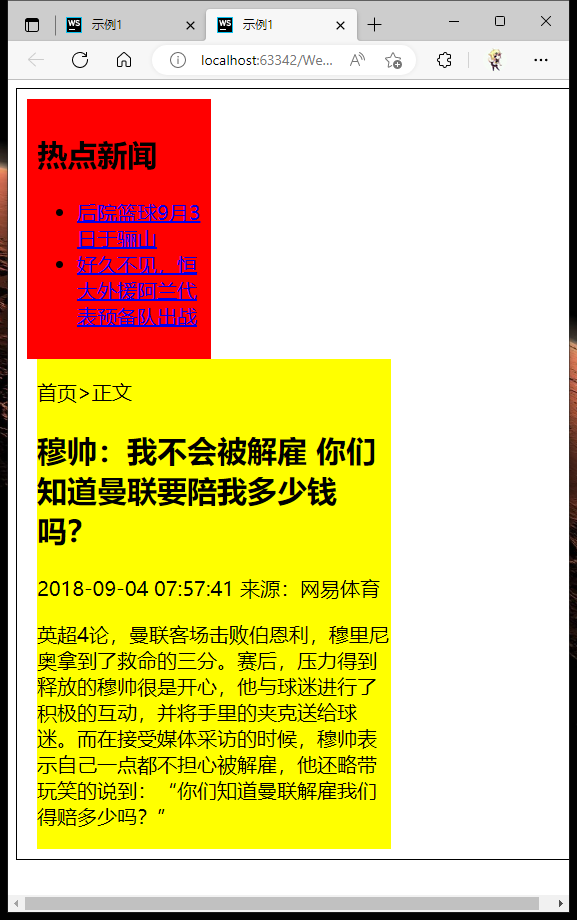 示例1
示例1
localhost:63342/We...
热点新闻
后院篮球9月3
日于骊山
好久不见，恒
大外援阿兰代
表预备队出战
首页>正文
穆帅：我不会被解雇 你们
知道曼联要陪我多少钱
吗?
2018-09-04 07:57:41 来源：网易体育
英超4论，曼联客场击败伯恩利，穆里尼
奥拿到了救命的三分。赛后，压力得到
释放的穆帅很是开心，他与球迷进行了
积极的互动，并将手里的夹克送给球
迷。而在接受媒体采访的时候，穆帅表
示自己一点都不担心被解雇，他还略带
玩笑的说到：“你们知道曼联解雇我们
得赔多少吗？”